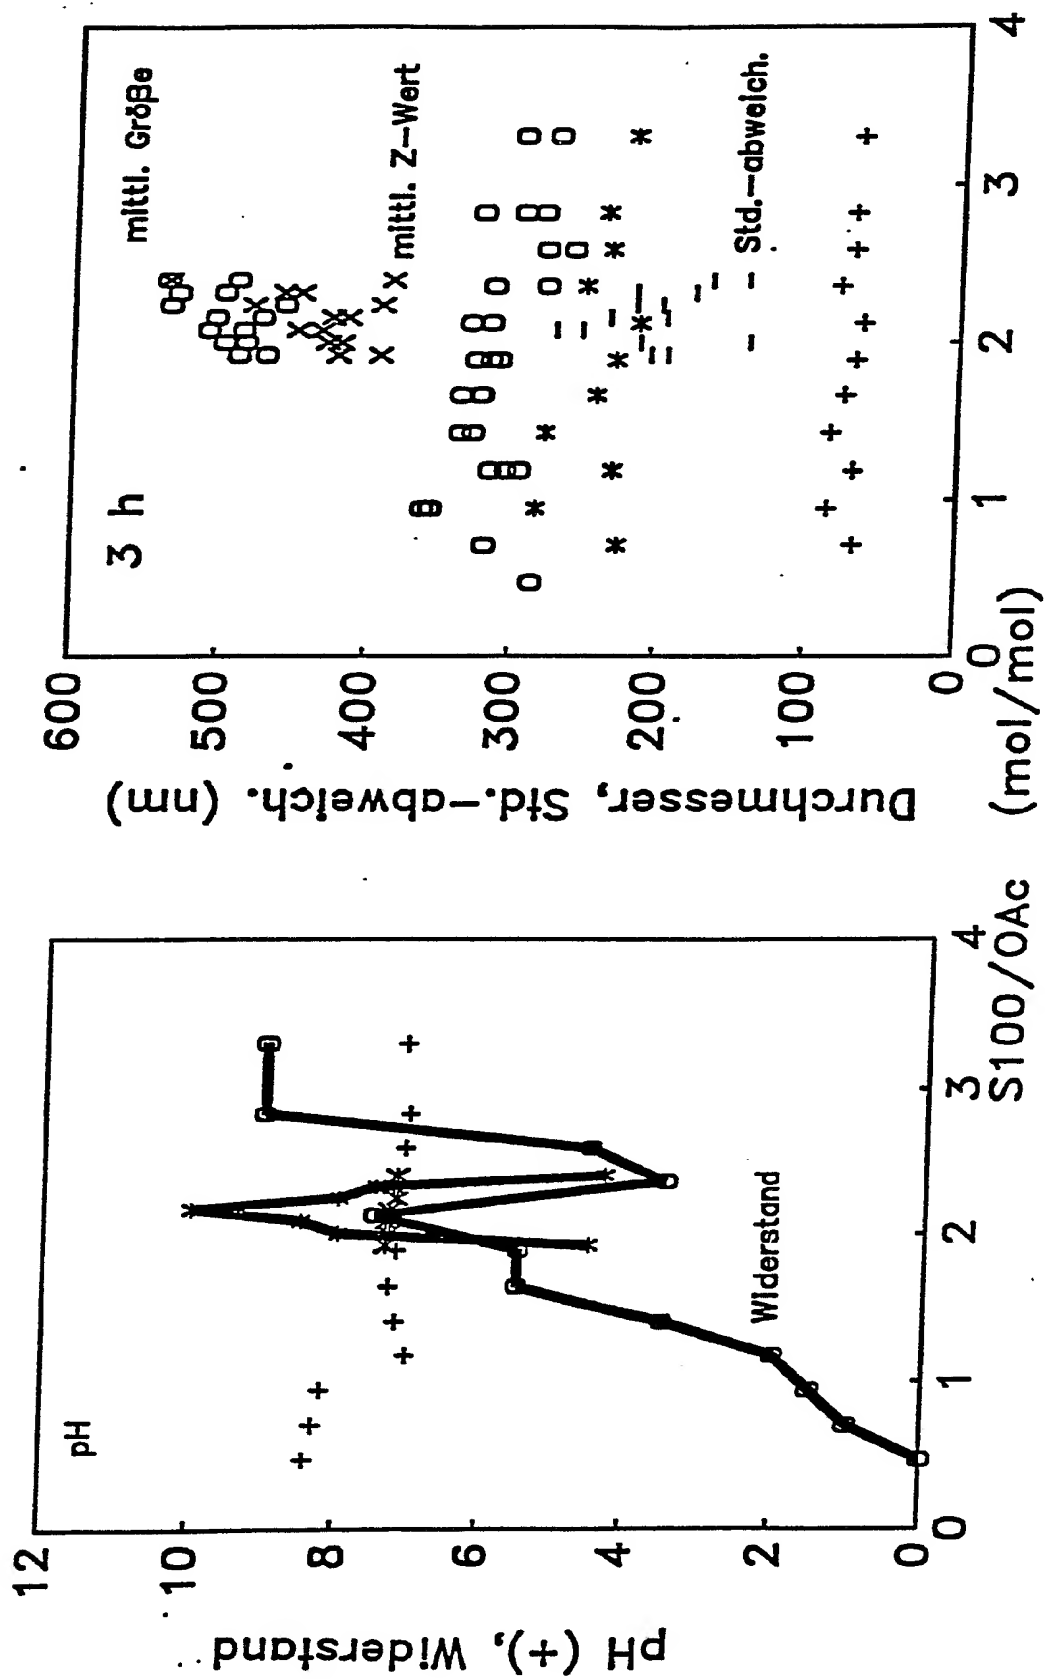 12
10
8
6
4
2
0
pH (+), Widerstand
pH
Widerstand
0
1
2
3
4
S100/OAc (mol/mol)
600
500
400
300
200
100
0
Durchmesser, Std.-abweich. (nm)
3 h
mittl. Größe
mittl. Z-Wert
Std.-abweich.
0
1
2
3
4